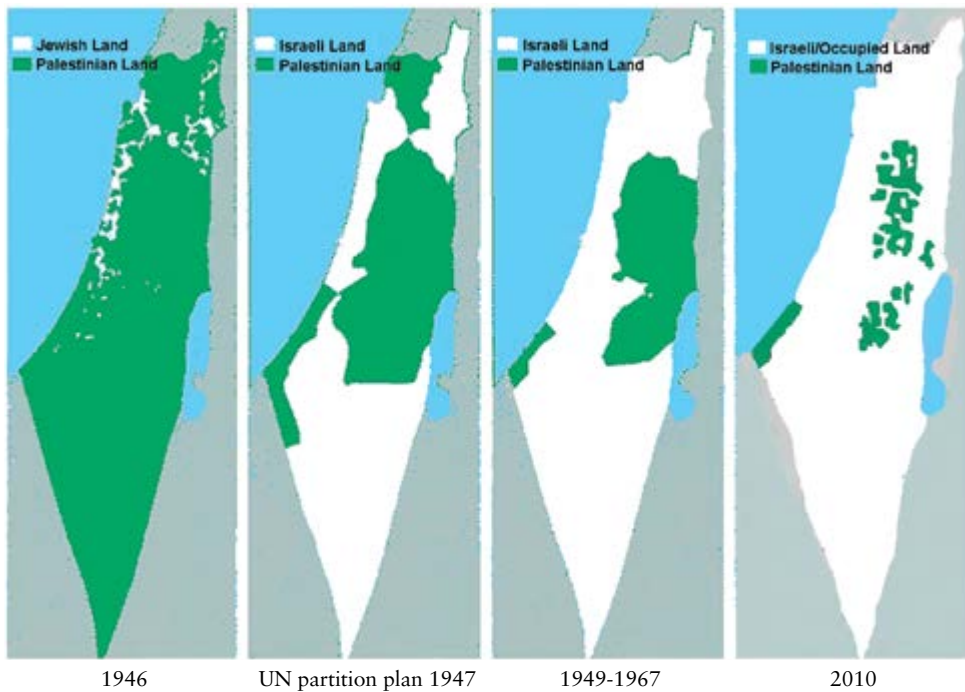 Jewish Land
Palestinian Land
Israeli Land
Palestinian Land
Israeli Land
Palestinian Land
Israeli/Occupied Land
Palestinian Land
1946
UN partition plan 1947
1949-1967
2010